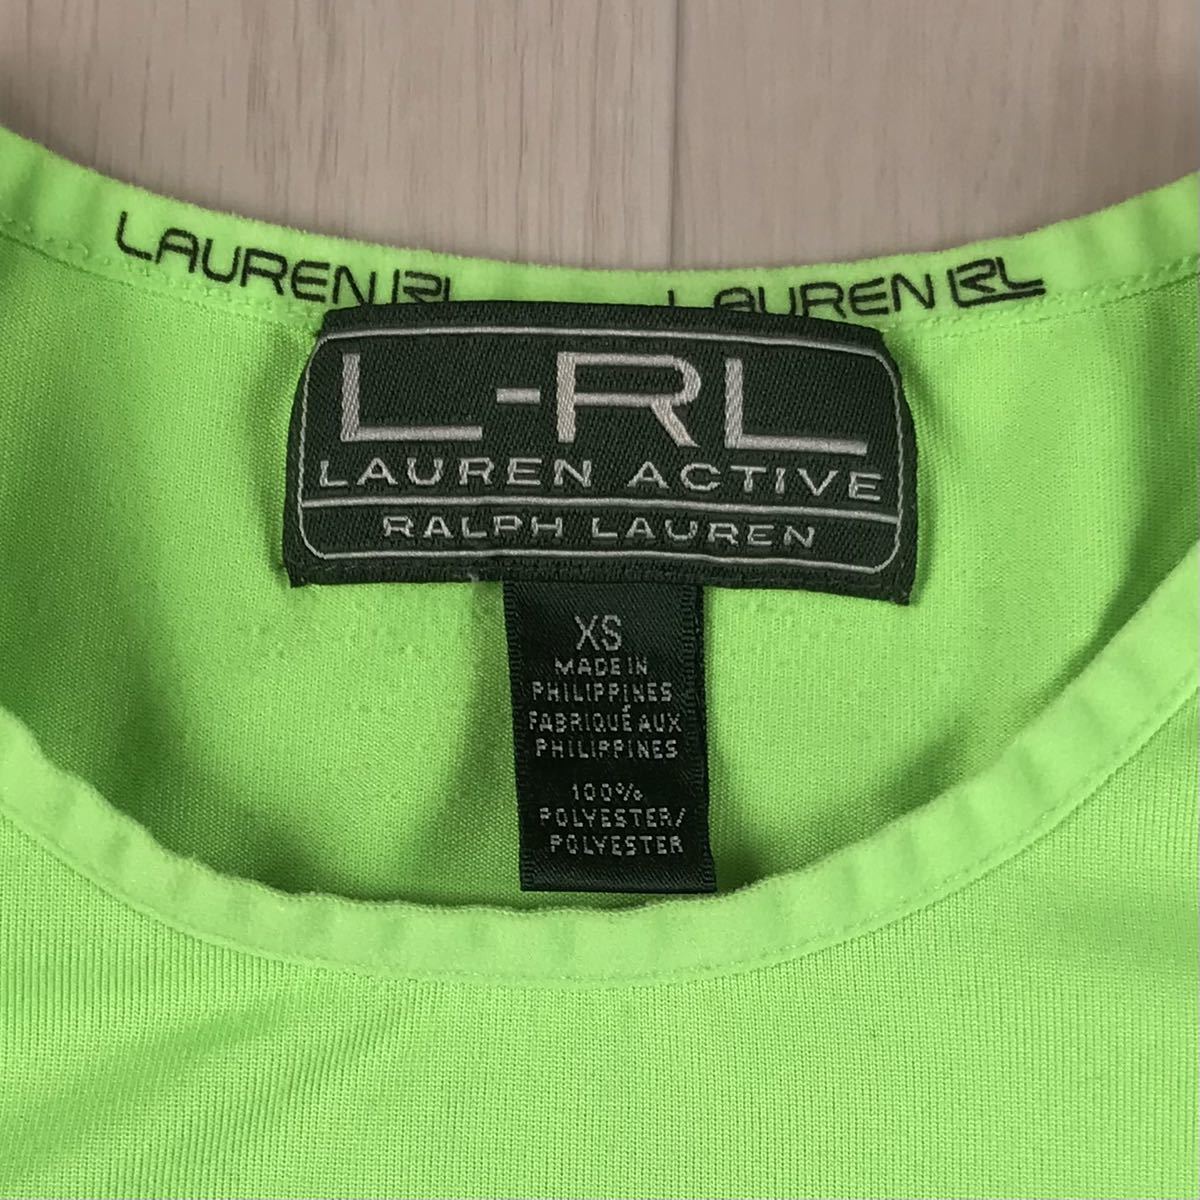 LAUREN RL LAUREN RL
L-RL
LAUREN ACTIVE
RALPH LAUREN
XS
MADE IN
PHILIPPINES
FABRIQUÉ AUX
PHILIPPINES
100%
POLYESTER/
POLYESTER